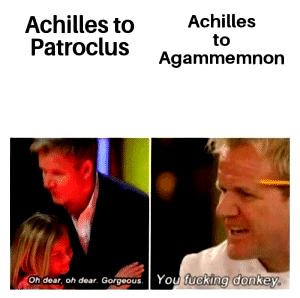 Achilles to
Patroclus
Achilles
to
Agammemnon
Oh dear, oh dear. Gorgeous.
You fucking donkey.